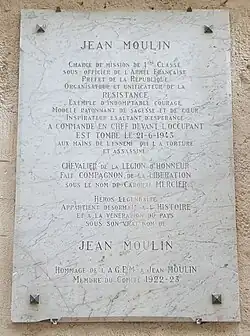 JEAN MOULIN
CHARGÉ DE MISSION DE 1ÈRE CLASSE
SOUS OFFICIER DE L'ARMÉE FRANÇAISE
PRÉFET DE LA RÉPUBLIQUE
ORGANISATEUR ET UNIFICATEUR DE LA
RÉSISTANCE
EXEMPLE D'INDOMPTABLE COURAGE
MODÈLE RAYONNANT DE SAGESSE ET DE CŒUR
INSPIRATEUR EXALTANT D'ESPÉRANCE
A COMMANDÉ EN CHEF DEVANT L'OCCUPANT
EST TOMBÉ LE 21-6-1943
AUX MAINS DE L'ENNEMI QUI L'A TORTURÉ
ET ASSASSINÉ
CHEVALIER DE LA LÉGION D'HONNEUR
FAIT COMPAGNON DE LA LIBÉRATION
SOUS LE NOM DE CAPORAL MERCIER
HÉROS LÉGENDAIRE
APPARTIENT DÉSORMAIS A L'HISTOIRE
ET A LA VÉNÉRATION DU PAYS
SOUS SON VRAI NOM DE
JEAN MOULIN
HOMMAGE DE L'A.G.E.M. A JEAN MOULIN
MEMBRE DU COMITÉ 1922-23